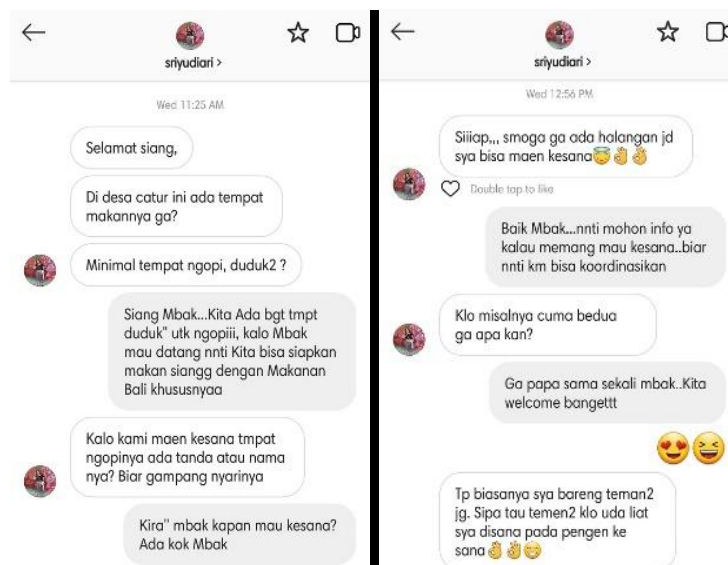 sriyudiari >
Wed 11:25 AM
Selamat siang,
Di desa catur ini ada tempat
makannya ga?
Minimal tempat ngopi, duduk2 ?
Siang Mbak...Kita Ada bgt tmpt
duduk" utk ngopiii, kalo Mbak
mau datang nnti Kita bisa siapkan
makan siangg dengan Makanan
Bali khususnyaa
Kalo kami maen kesana tmpat
ngopinya ada tanda atau nama
nya? Biar gampang nyarinya
Kira" mbak kapan mau kesana?
Ada kok Mbak
sriyudiari >
Wed 12:56 PM
Siiiap,,, smoga ga ada halangan jd
sya bisa maen kesana😇👌👌
Double tap to like
Baik Mbak...nnti mohon info ya
kalau memang mau kesana..biar
nnti km bisa koordinasikan
Klo misalnya cuma bedua
ga apa kan?
Ga papa sama sekali mbak..Kita
welcome bangettt
😍😆
Tp biasanya sya bareng teman2
jg. Sipa tau temen2 klo uda liat
sya disana pada pengen ke
sana👌👌😁